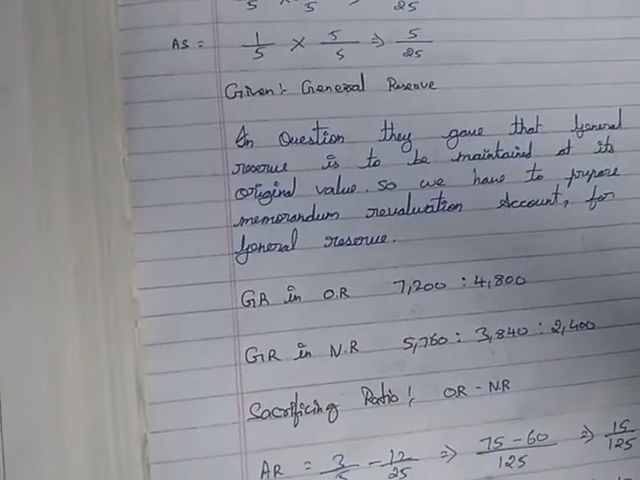 5 5 25
AS = 1/5 × 5/5 ⇒ 5/25
Given:- General Reserve
In Question they gave that general
reserve is to be maintained at its
original value. so we have to prepare
memorandum revaluation Account, for
general reserve.
GR in O.R 7,200 : 4,800
GR in N.R 5,760 : 3,840 : 2,400
Sacrificing Ratio! OR - NR
AR = 3/5 - 12/25 ⇒ 75-60/125 ⇒ 15/125